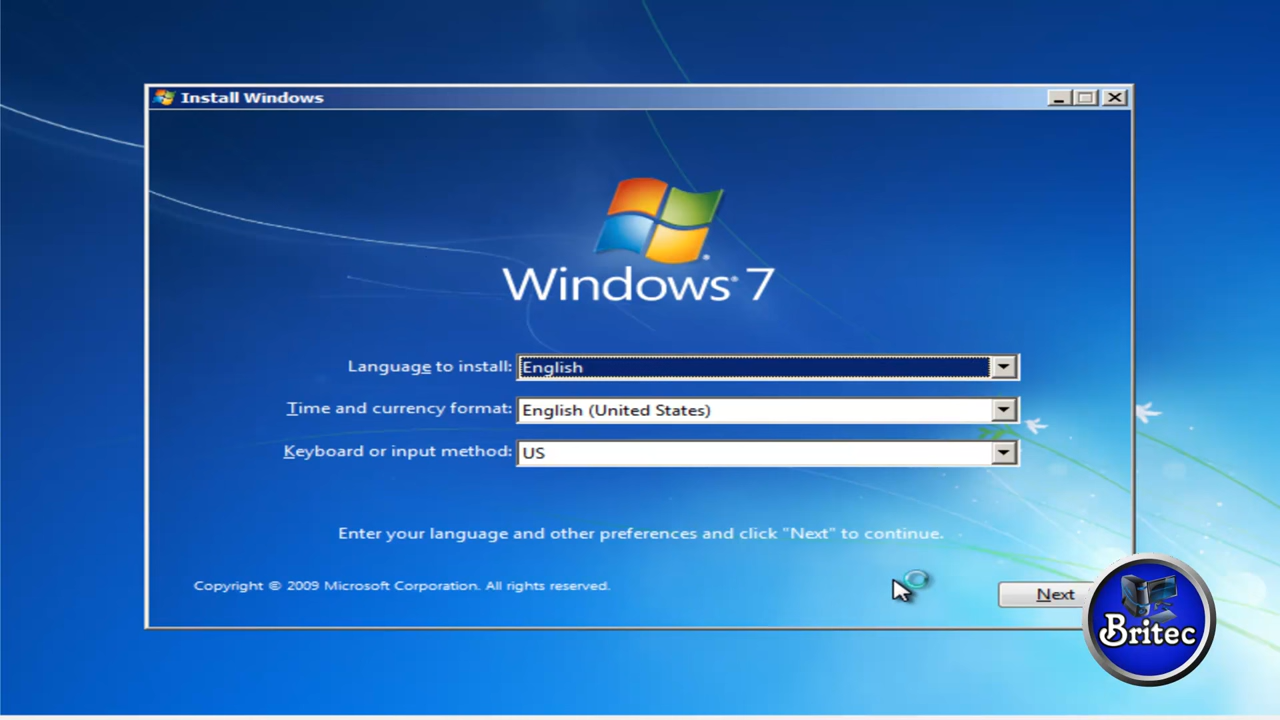 Install Windows
Windows® 7
Language to install: English
Time and currency format: English (United States)
Keyboard or input method: US
Enter your language and other preferences and click "Next" to continue.
Copyright © 2009 Microsoft Corporation. All rights reserved.
Next
Britec